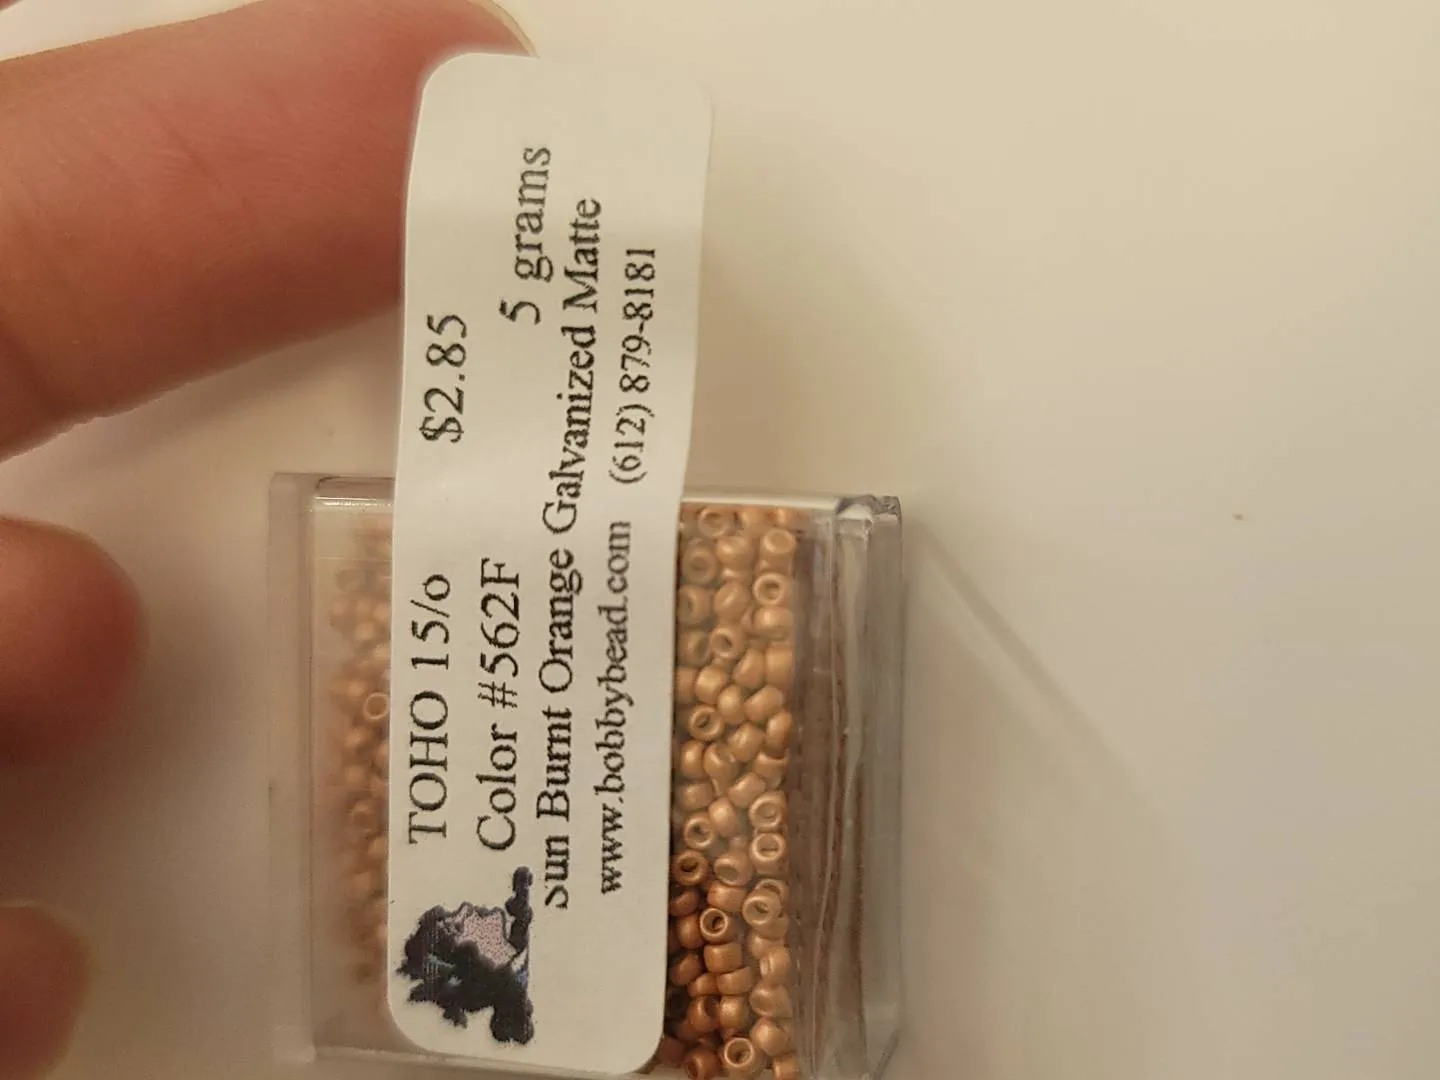 TOHO 15/0 $2.85
Color #562F
5 grams
Sun Burnt Orange Galvanized Matte
www.bobbybead.com (612) 879-8181